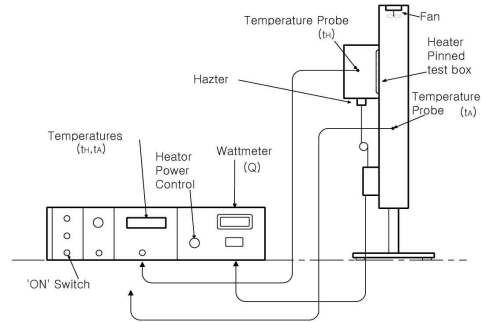 Temperature Probe
(tH)
Fan
Heater
Pinned
test box
Hazter
Temperature
Probe (tA)
Temperatures
(tH,tA)
Heator
Power
Control
Wattmeter
(Q)
'ON' Switch